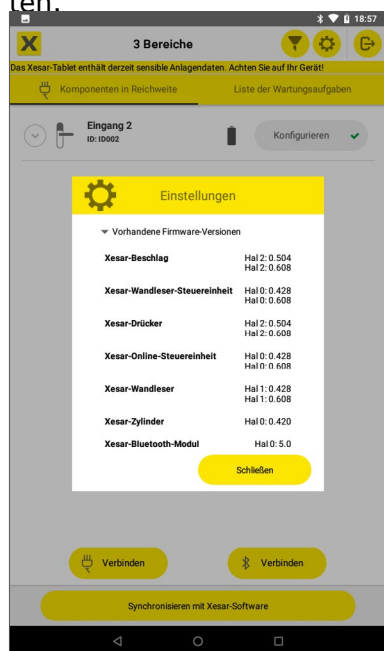 ten.
18:57
X
3 Bereiche
Das Xesar-Tablet enthält derzeit sensible Anlagendaten. Achten Sie auf Ihr Gerät!
Komponenten in Reichweite
Liste der Wartungsaufgaben
Eingang 2
ID: ID002
Konfigurieren
Einstellungen
Vorhandene Firmware-Versionen
Xesar-Beschlag Hal 2: 0.504
Hal 2: 0.608
Xesar-Wandleser-Steuereinheit Hal 0: 0.428
Hal 0: 0.608
Xesar-Drücker Hal 2: 0.504
Hal 2: 0.608
Xesar-Online-Steuereinheit Hal 0: 0.428
Hal 0: 0.608
Xesar-Wandleser Hal 1: 0.428
Hal 1: 0.608
Xesar-Zylinder Hal 0: 0.420
Xesar-Bluetooth-Modul Hal 0: 5.0
Schließen
Verbinden
Verbinden
Synchronisieren mit Xesar-Software